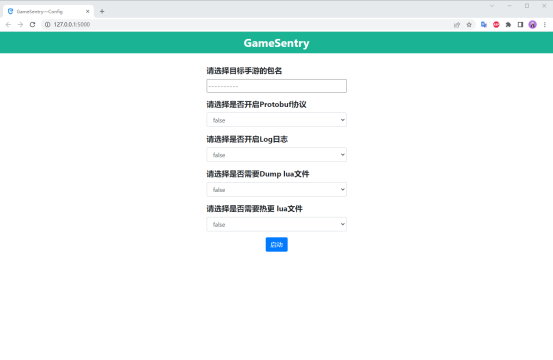 GameSentry—Config
127.0.0.1:5000
GameSentry
请选择目标手游的包名
----------
请选择是否开启Protobuf协议
false
请选择是否开启Log日志
false
请选择是否需要Dump lua文件
false
请选择是否需要热更 lua文件
false
启动